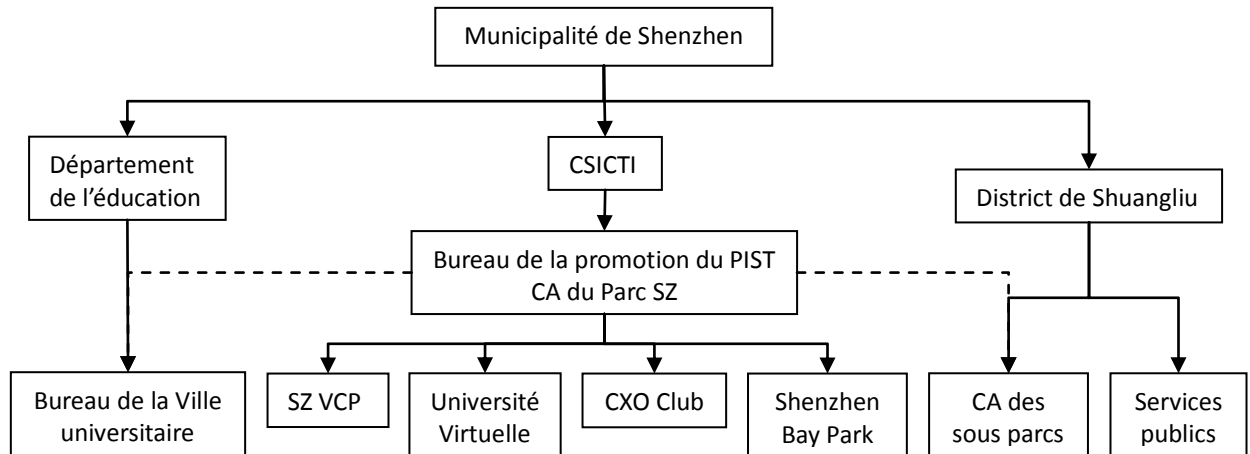 Municipalité de Shenzhen
Département
de l’éducation
CSICTI
District de Shuangliu
Bureau de la promotion du PIST
CA du Parc SZ
Bureau de la Ville
universitaire
SZ VCP
Université
Virtuelle
CXO Club
Shenzhen
Bay Park
CA des
sous parcs
Services
publics